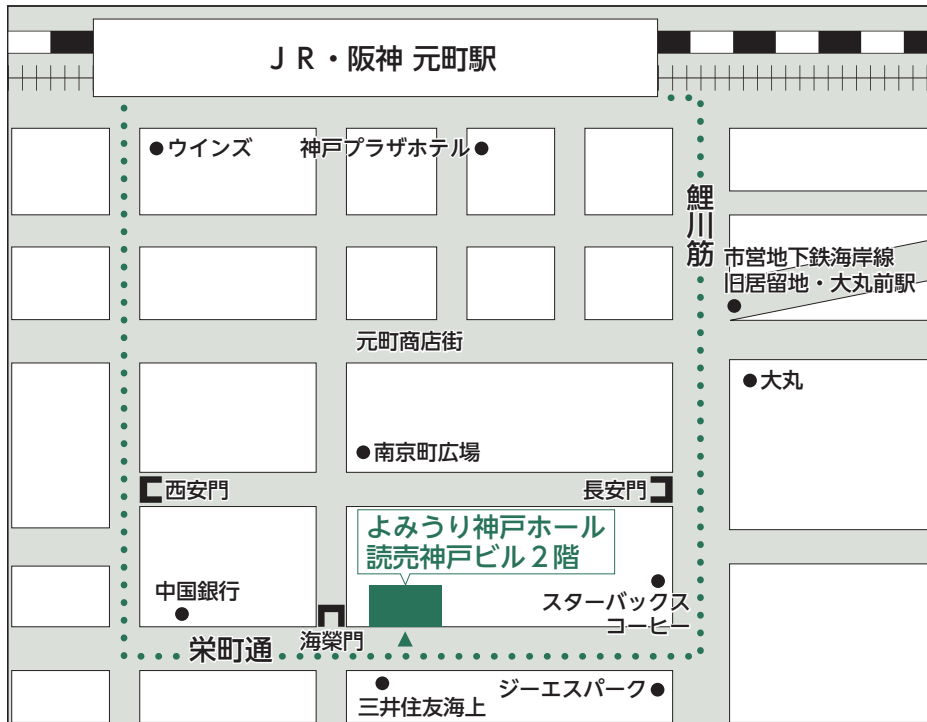 ＪＲ・阪神 元町駅
ウインズ
神戸プラザホテル
鯉川筋
市営地下鉄海岸線
旧居留地・大丸前駅
元町商店街
大丸
南京町広場
西安門
長安門
よみうり神戸ホール
読売神戸ビル２階
中国銀行
スターバックス
コーヒー
海榮門
栄町通
三井住友海上
ジーエスパーク